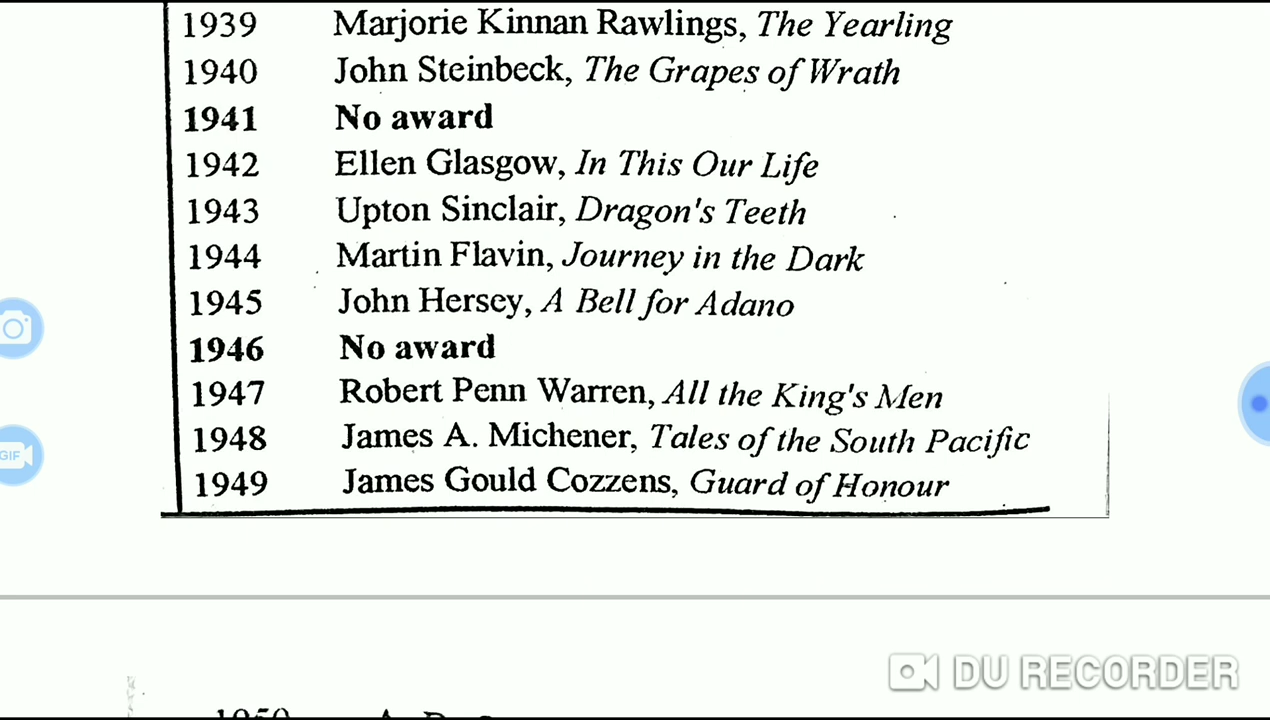 1939 Marjorie Kinnan Rawlings, The Yearling
1940 John Steinbeck, The Grapes of Wrath
1941 No award
1942 Ellen Glasgow, In This Our Life
1943 Upton Sinclair, Dragon's Teeth
1944 Martin Flavin, Journey in the Dark
1945 John Hersey, A Bell for Adano
1946 No award
1947 Robert Penn Warren, All the King's Men
1948 James A. Michener, Tales of the South Pacific
1949 James Gould Cozzens, Guard of Honour
GIF
DU RECORDER
1950